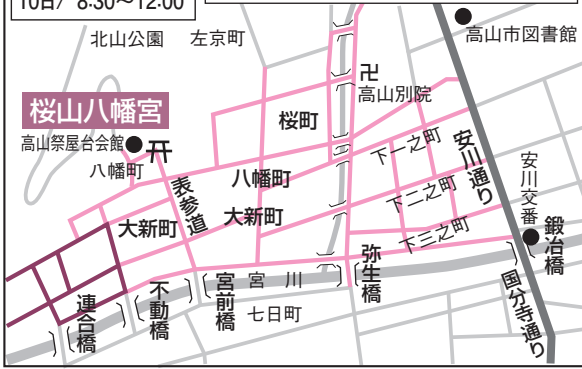 10日/ 8:30〜12:00
北山公園
左京町
高山市図書館
卍
高山別院
桜山八幡宮
高山祭屋台会館
八幡町
桜町
表参道
八幡町
大新町
大新町
下一之町
下二之町
下三之町
安川通り
安川交番
鍛冶橋
連合橋
不動橋
宮前橋
宮川
七日町
弥生橋
国分寺通り